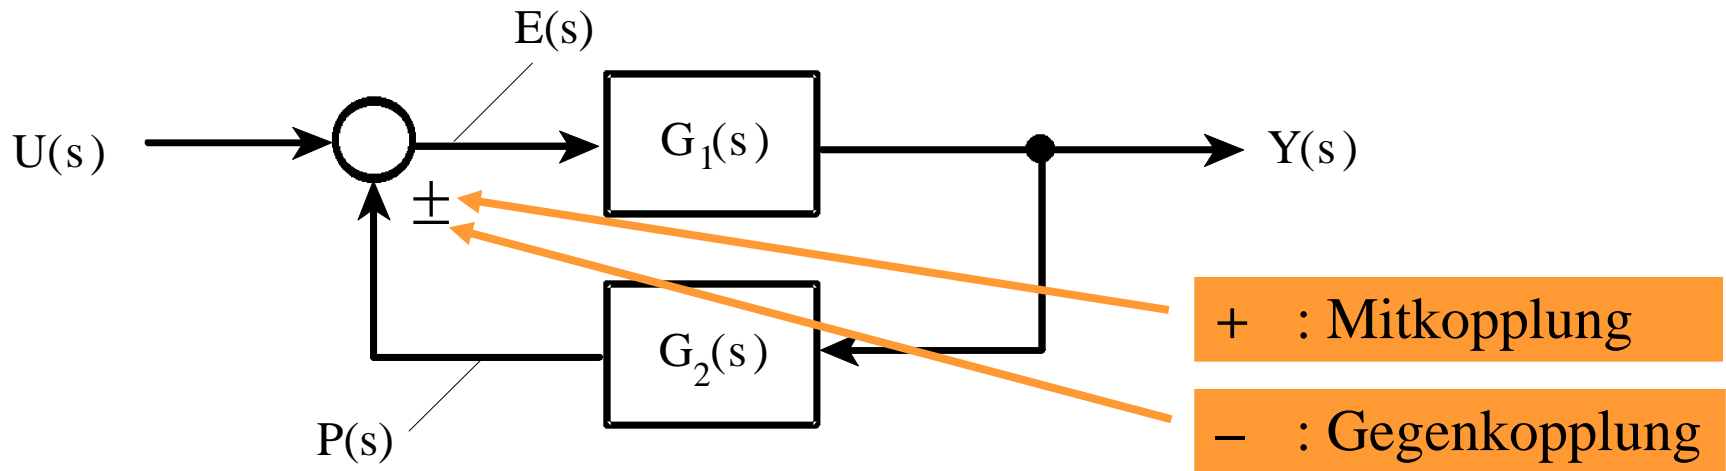 E(s)
U(s)
G₁(s)
Y(s)
±
+ : Mitkopplung
G₂(s)
P(s)
− : Gegenkopplung